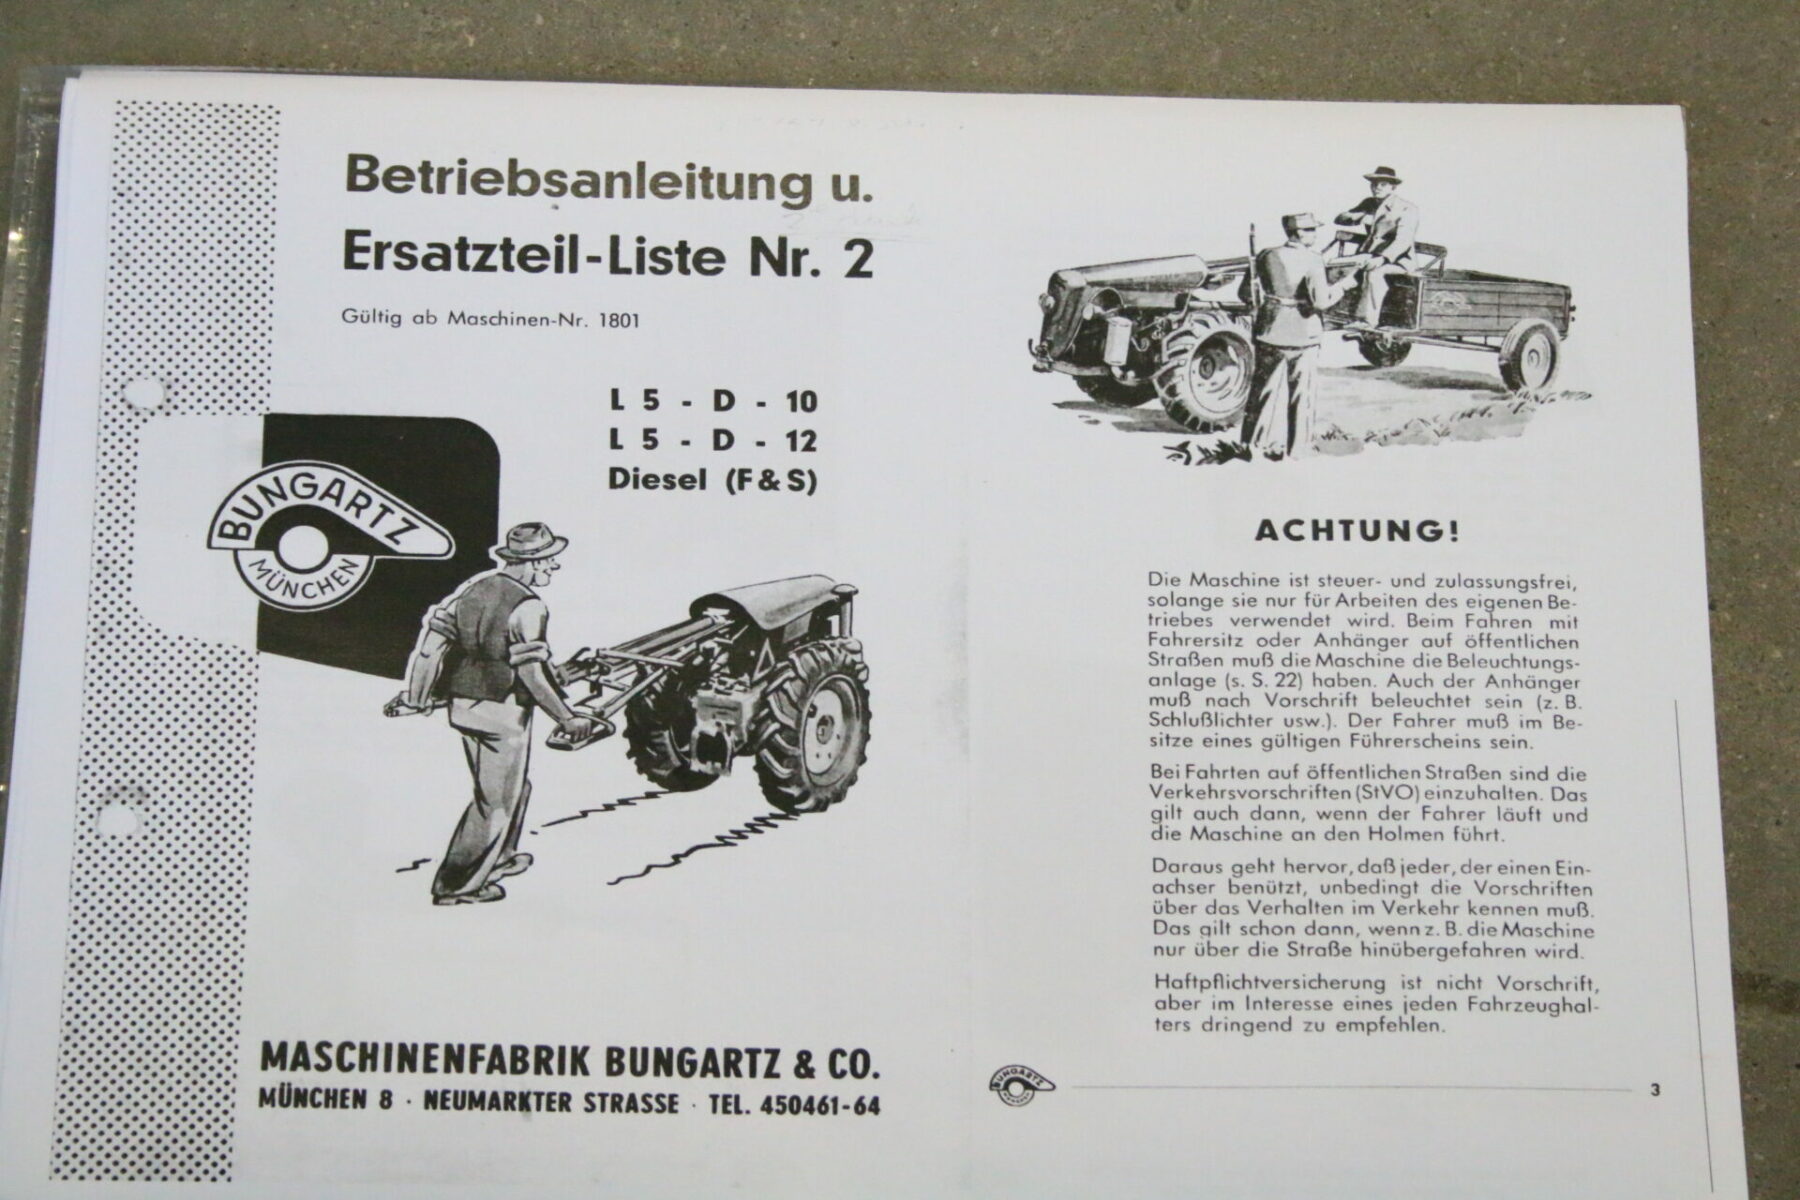 Betriebsanleitung u.
Ersatzteil-Liste Nr. 2
Gültig ab Maschinen-Nr. 1801
L 5 - D - 10
L 5 - D - 12
Diesel (F & S)
BUNGARTZ
MÜNCHEN
MASCHINENFABRIK BUNGARTZ & CO.
MÜNCHEN 8 · NEUMARKTER STRASSE · TEL. 450461-64
ACHTUNG!
Die Maschine ist steuer- und zulassungsfrei,
solange sie nur für Arbeiten des eigenen Be-
triebes verwendet wird. Beim Fahren mit
Fahrersitz oder Anhänger auf öffentlichen
Straßen muß die Maschine die Beleuchtungs-
anlage (s. S. 22) haben. Auch der Anhänger
muß nach Vorschrift beleuchtet sein (z. B.
Schlußlichter usw.). Der Fahrer muß im Be-
sitze eines gültigen Führerscheins sein.
Bei Fahrten auf öffentlichen Straßen sind die
Verkehrsvorschriften (StVO) einzuhalten. Das
gilt auch dann, wenn der Fahrer läuft und
die Maschine an den Holmen führt.
Daraus geht hervor, daß jeder, der einen Ein-
achser benützt, unbedingt die Vorschriften
über das Verhalten im Verkehr kennen muß.
Das gilt schon dann, wenn z. B. die Maschine
nur über die Straße hinübergefahren wird.
Haftpflichtversicherung ist nicht Vorschrift,
aber im Interesse eines jeden Fahrzeughal-
ters dringend zu empfehlen.
BUNGARTZ
3